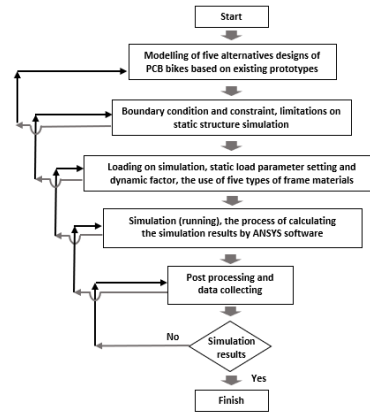 Start
Modelling of five alternatives designs of
PCB bikes based on existing prototypes
Boundary condition and constraint, limitations on
static structure simulation
Loading on simulation, static load parameter setting and
dynamic factor, the use of five types of frame materials
Simulation (running), the process of calculating
the simulation results by ANSYS software
Post processing and
data collecting
No
Simulation
results
Yes
Finish